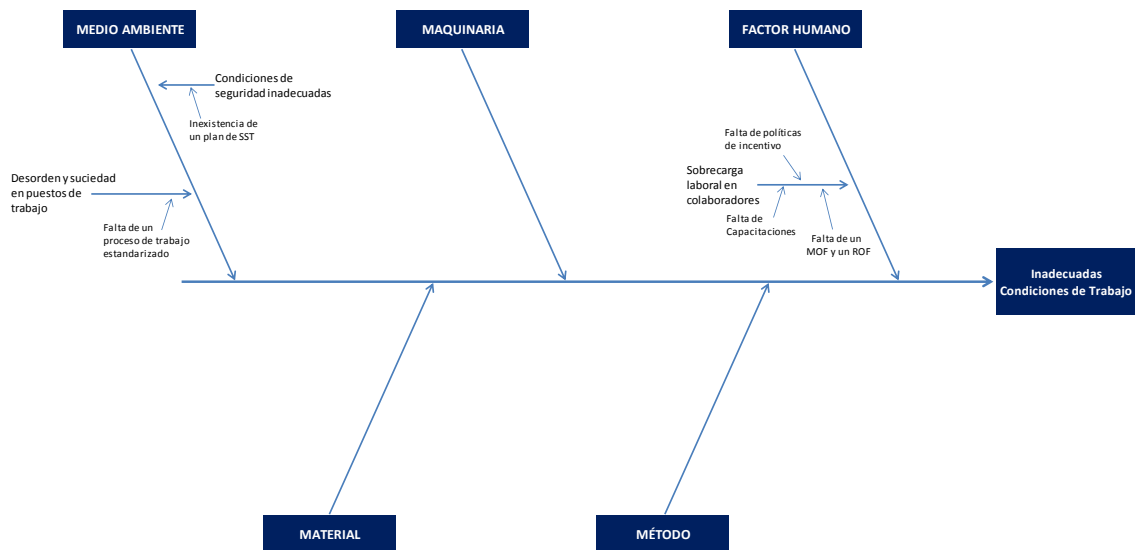 MEDIO AMBIENTE
MAQUINARIA
FACTOR HUMANO
Condiciones de
seguridad inadecuadas
Inexistencia de
un plan de SST
Desorden y suciedad
en puestos de
trabajo
Falta de un
proceso de trabajo
estandarizado
Falta de políticas
de incentivo
Sobrecarga
laboral en
colaboradores
Falta de
Capacitaciones
Falta de un
MOF y un ROF
Inadecuadas
Condiciones de Trabajo
MATERIAL
MÉTODO